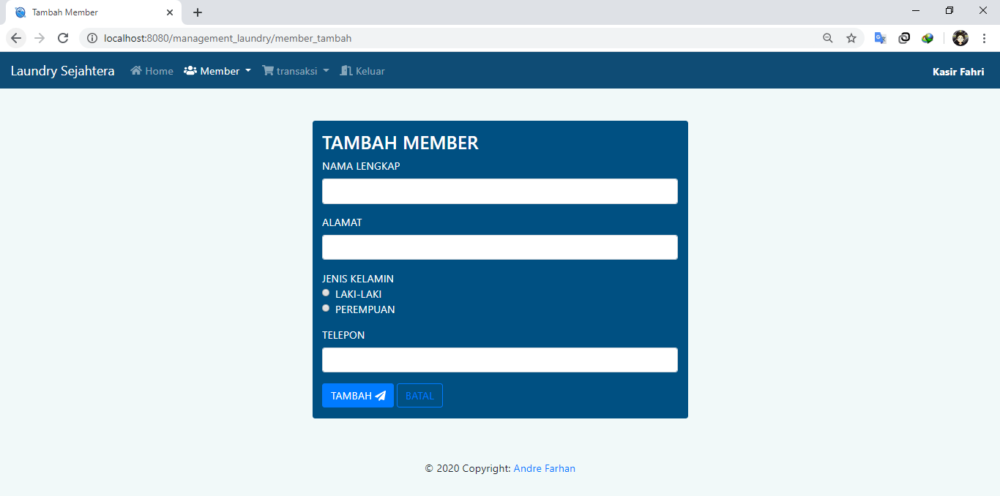 Tambah Member
localhost:8080/management_laundry/member_tambah
Laundry Sejahtera Home Member transaksi Keluar Kasir Fahri
TAMBAH MEMBER
NAMA LENGKAP
ALAMAT
JENIS KELAMIN
LAKI-LAKI
PEREMPUAN
TELEPON
TAMBAH BATAL
© 2020 Copyright: Andre Farhan